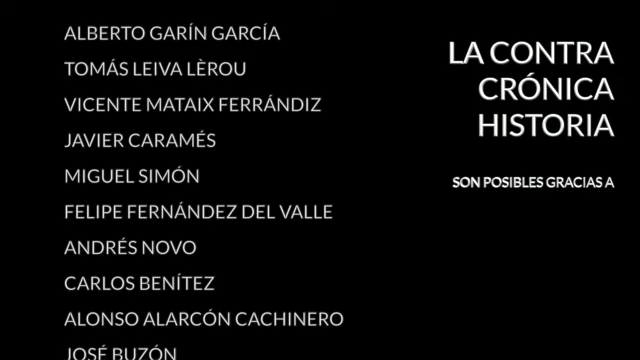 ALBERTO GARÍN GARCÍA
TOMÁS LEIVA LÈROU
VICENTE MATAIX FERRÁNDIZ
JAVIER CARAMÉS
MIGUEL SIMÓN
FELIPE FERNÁNDEZ DEL VALLE
ANDRÉS NOVO
CARLOS BENÍTEZ
ALONSO ALARCÓN CACHINERO
JOSÉ BUZÓN
LA CONTRA
CRÓNICA
HISTORIA
SON POSIBLES GRACIAS A